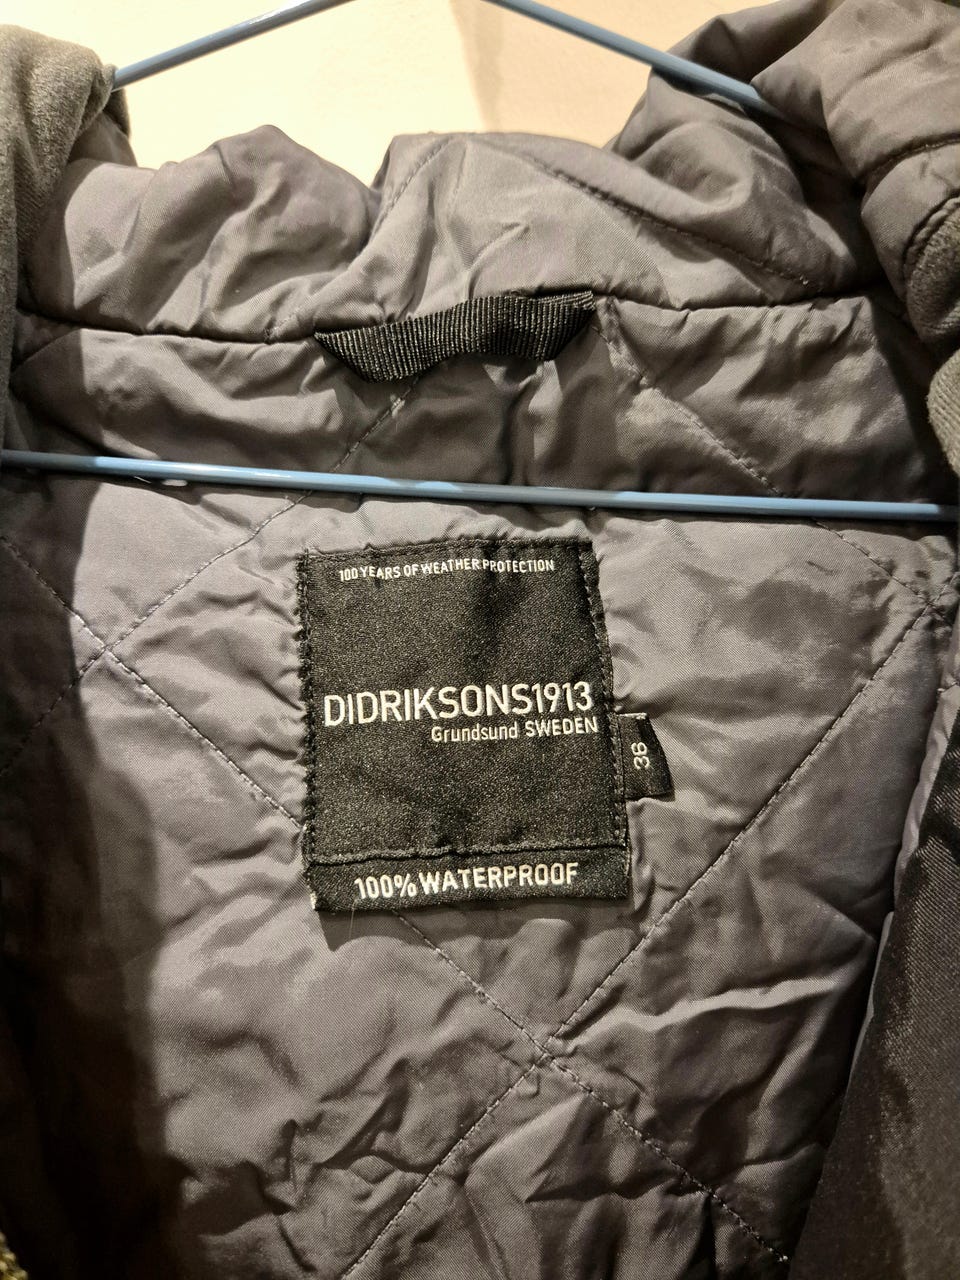 100 YEARS OF WEATHER PROTECTION
DIDRIKSONS1913
Grundsund SWEDEN
36
100% WATERPROOF